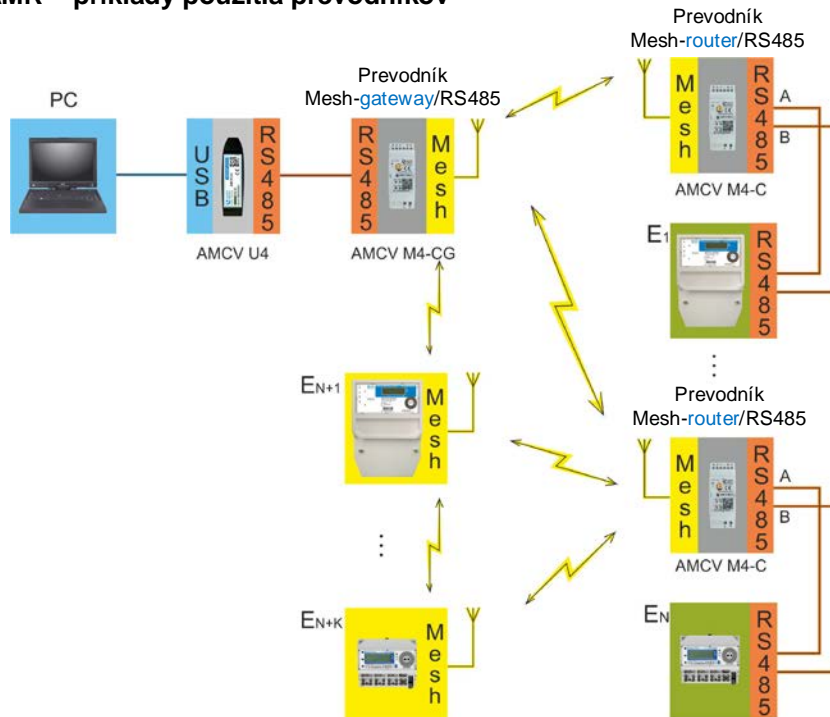 príklady použitia prevodníkov
Prevodník
Mesh-router/RS485
Prevodník
Mesh-gateway/RS485
PC
USB
RS485
AMCV U4
RS485
Mesh
AMCV M4-CG
Mesh
RS485
A
B
AMCV M4-C
E1
RS485
⋮
Prevodník
Mesh-router/RS485
EN+1
Mesh
Mesh
RS485
A
B
AMCV M4-C
⋮
EN+K
Mesh
EN
RS485